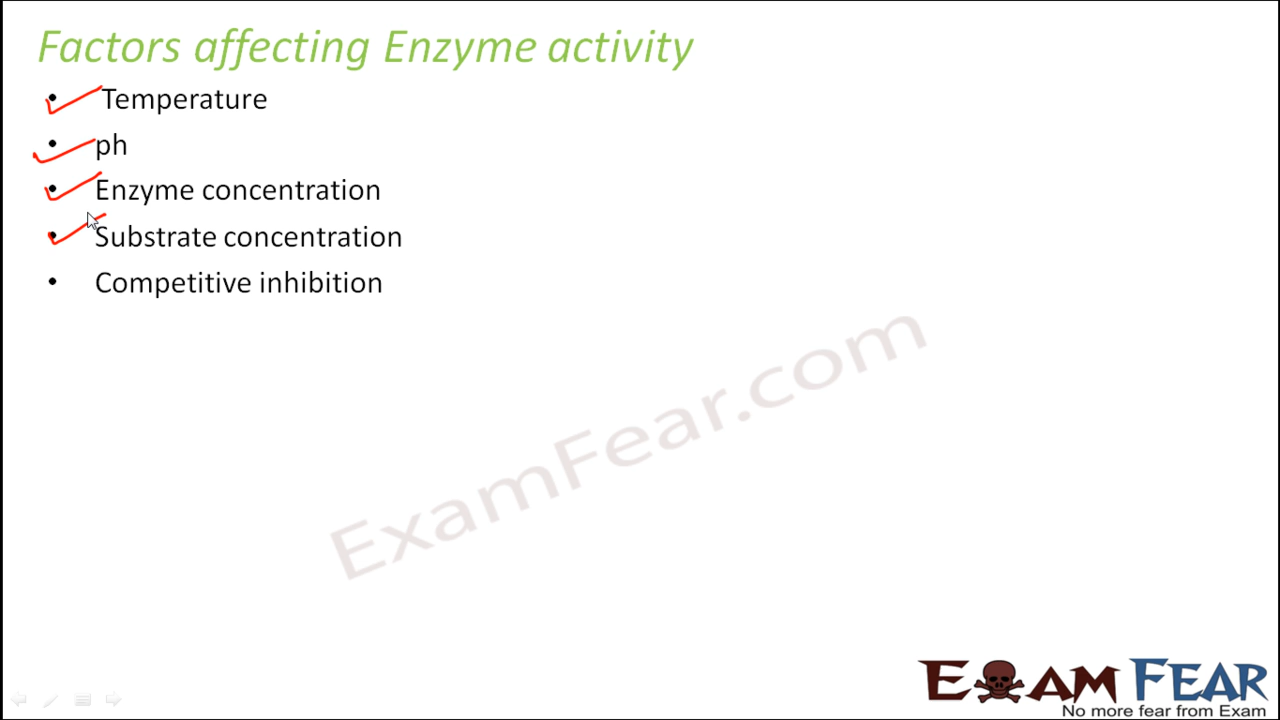 Factors affecting Enzyme activity
• Temperature
• ph
• Enzyme concentration
• Substrate concentration
• Competitive inhibition
ExamFear.com
EXAM FEAR
No more fear from Exam